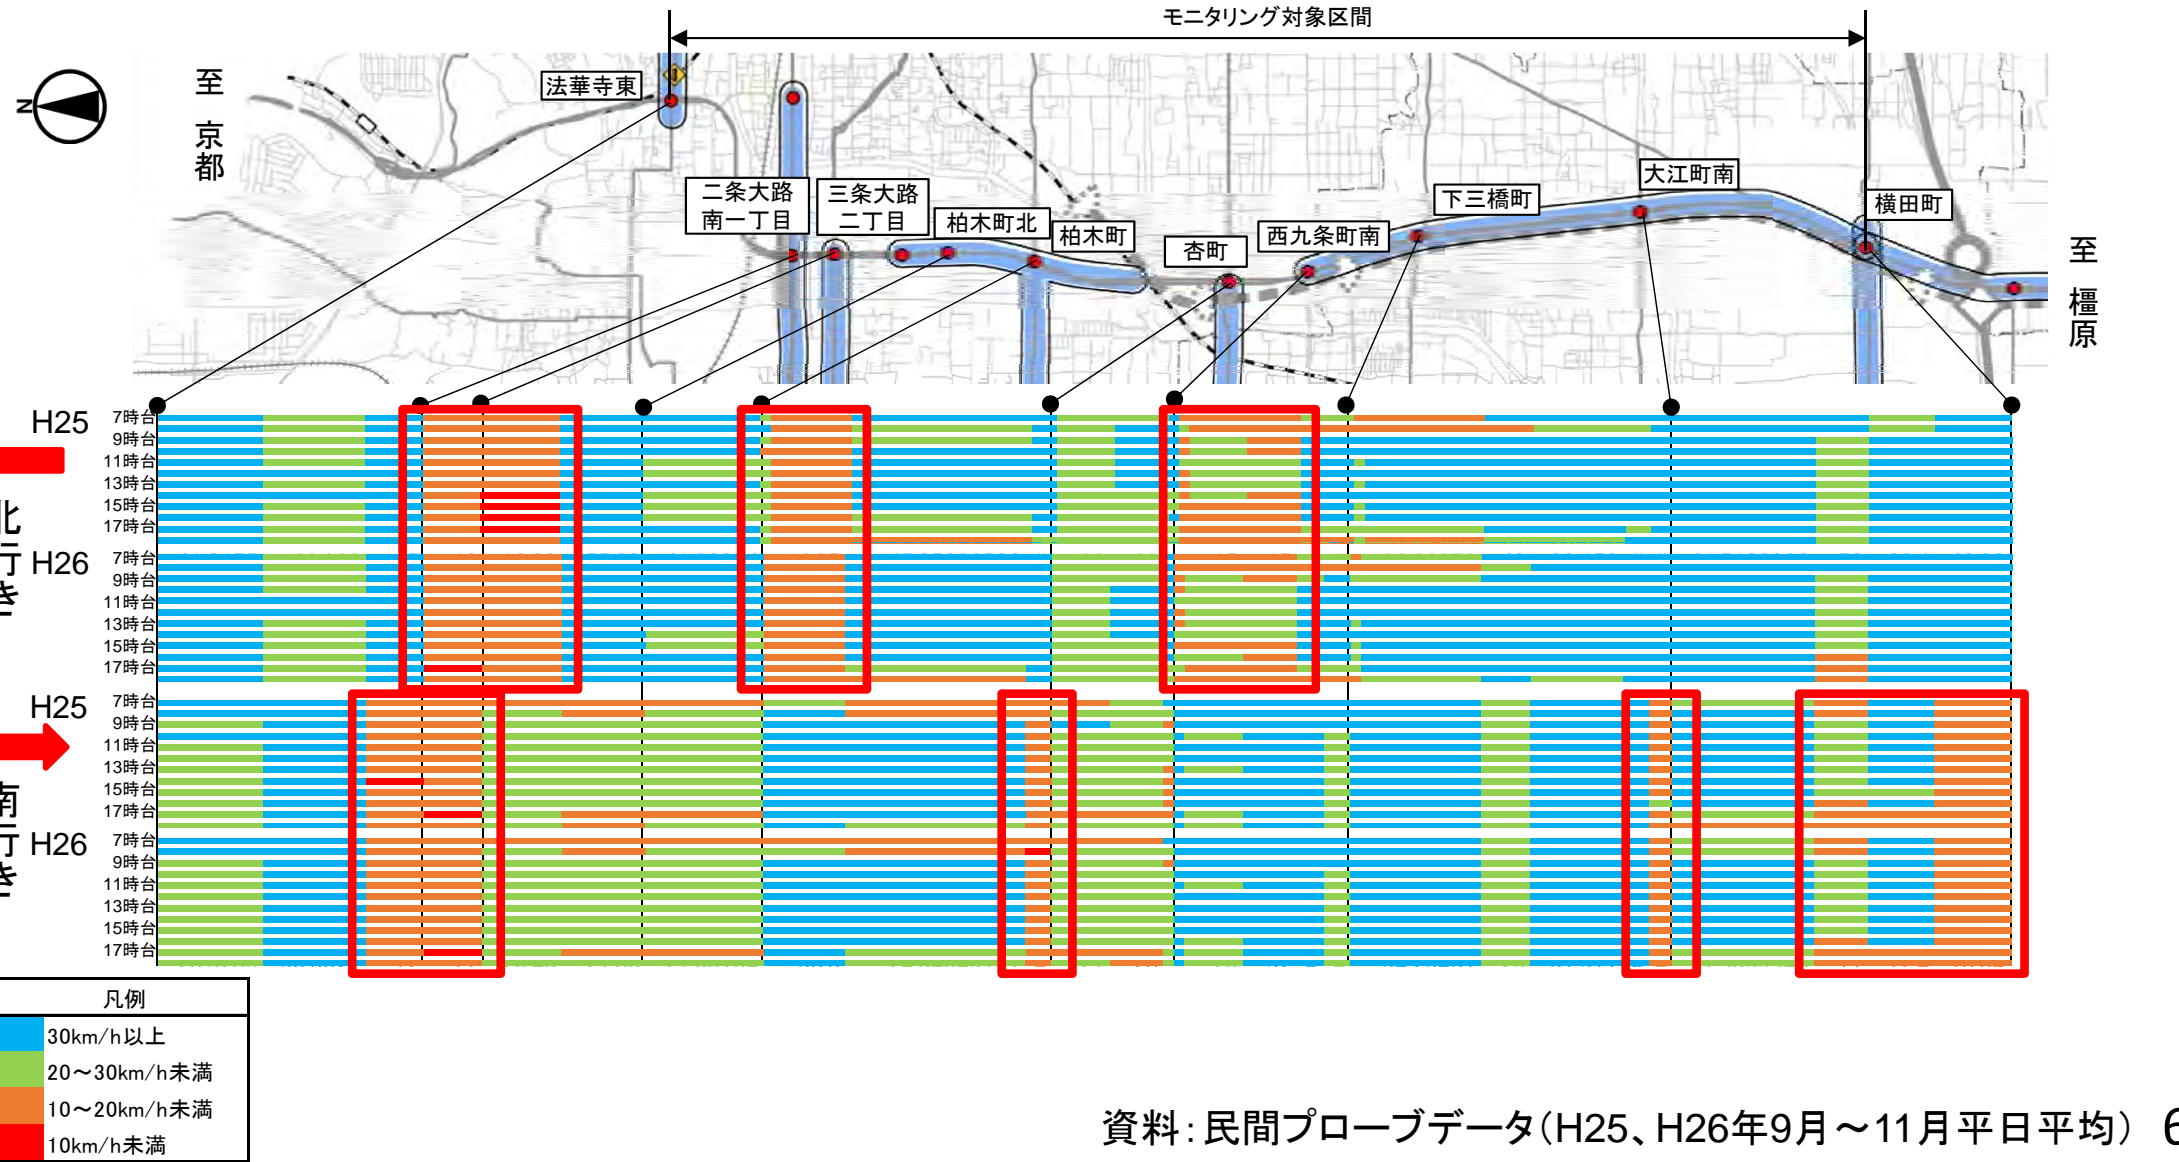 モニタリング対象区間
N
至 京都
法華寺東
二条大路
南一丁目
三条大路
二丁目
柏木町北
柏木町
杏町
西九条町南
下三橋町
大江町南
横田町
至 橿原
北行き
H25
7時台
9時台
11時台
13時台
15時台
17時台
H26
7時台
9時台
11時台
13時台
15時台
17時台
南行き
H25
7時台
9時台
11時台
13時台
15時台
17時台
H26
7時台
9時台
11時台
13時台
15時台
17時台
凡例
30km/h以上
20～30km/h未満
10～20km/h未満
10km/h未満
資料：民間プローブデータ（H25、H26年9月～11月平日平均）
6